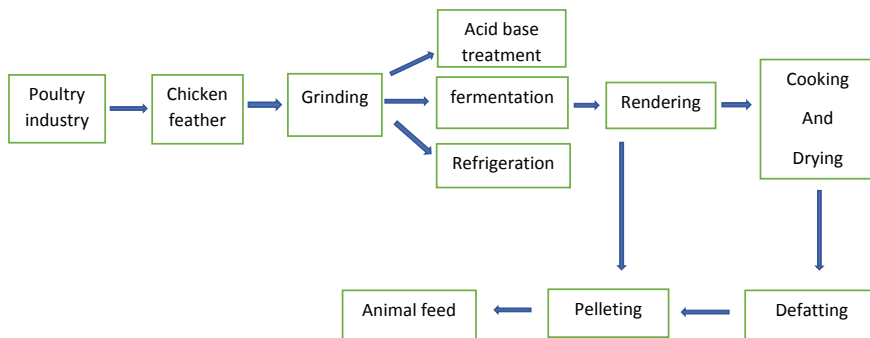 Poultry
industry
Chicken
feather
Grinding
Acid base
treatment
fermentation
Refrigeration
Rendering
Cooking
And
Drying
Defatting
Pelleting
Animal feed